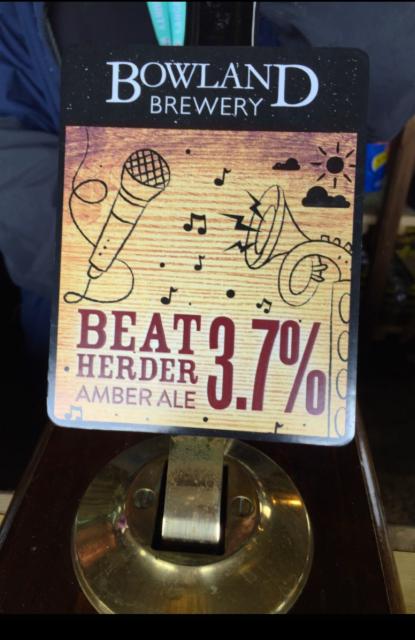 BOWLAND
BREWERY
BEAT
HERDER
AMBER ALE
3.7%